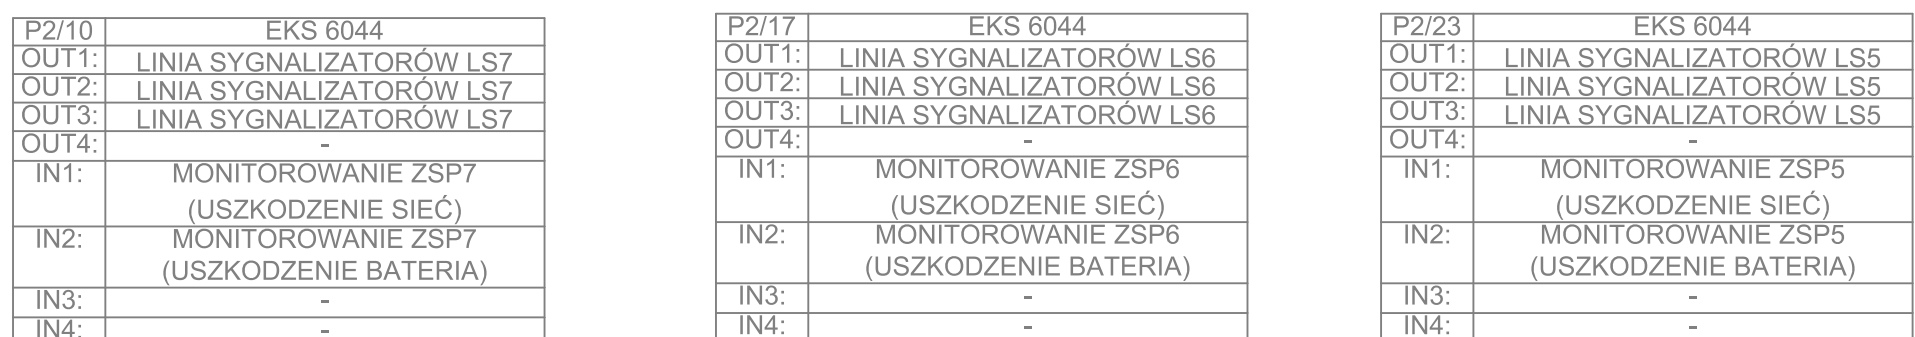 P2/10 EKS 6044
OUT1: LINIA SYGNALIZATORÓW LS7
OUT2: LINIA SYGNALIZATORÓW LS7
OUT3: LINIA SYGNALIZATORÓW LS7
OUT4: -
IN1: MONITOROWANIE ZSP7
(USZKODZENIE SIEĆ)
IN2: MONITOROWANIE ZSP7
(USZKODZENIE BATERIA)
IN3: -
IN4: -
P2/17 EKS 6044
OUT1: LINIA SYGNALIZATORÓW LS6
OUT2: LINIA SYGNALIZATORÓW LS6
OUT3: LINIA SYGNALIZATORÓW LS6
OUT4: -
IN1: MONITOROWANIE ZSP6
(USZKODZENIE SIEĆ)
IN2: MONITOROWANIE ZSP6
(USZKODZENIE BATERIA)
IN3: -
IN4: -
P2/23 EKS 6044
OUT1: LINIA SYGNALIZATORÓW LS5
OUT2: LINIA SYGNALIZATORÓW LS5
OUT3: LINIA SYGNALIZATORÓW LS5
OUT4: -
IN1: MONITOROWANIE ZSP5
(USZKODZENIE SIEĆ)
IN2: MONITOROWANIE ZSP5
(USZKODZENIE BATERIA)
IN3: -
IN4: -